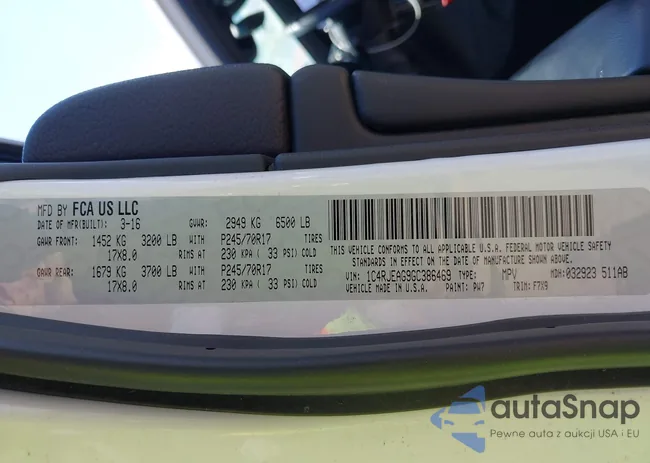 MFD BY FCA US LLC
DATE OF MFR(BUILT): 3-16 GVWR: 2949 KG 6500 LB
GAWR FRONT: 1452 KG 3200 LB WITH P245/70R17 TIRES
17X8.0 RIMS AT 230 KPA ( 33 PSI) COLD
GAWR REAR: 1679 KG 3700 LB WITH P245/70R17 TIRES
17X8.0 RIMS AT 230 KPA ( 33 PSI) COLD
THIS VEHICLE CONFORMS TO ALL APPLICABLE U.S.A. FEDERAL MOTOR VEHICLE SAFETY
STANDARDS IN EFFECT ON THE DATE OF MANUFACTURE SHOWN ABOVE.
VIN: 1C4RJEAG9GC386469 TYPE: MPV MDH: 032923 511AB
VEHICLE MADE IN U.S.A. PAINT: PW7 TRIM: F7X9
autaSnap
Pewne auta z aukcji USA i EU